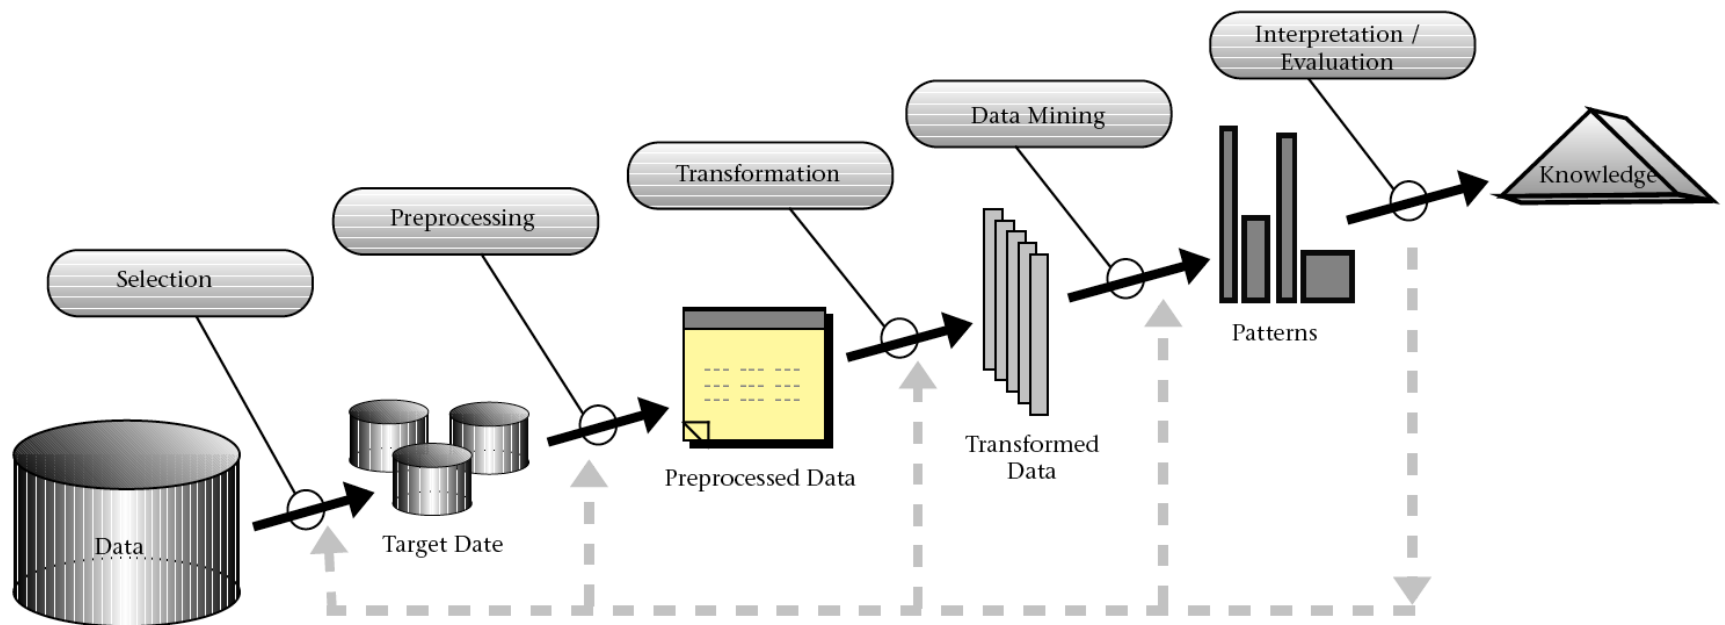 Interpretation /
Evaluation
Data Mining
Transformation
Preprocessing
Selection
Data
Target Date
Preprocessed Data
Transformed
Data
Patterns
Knowledge